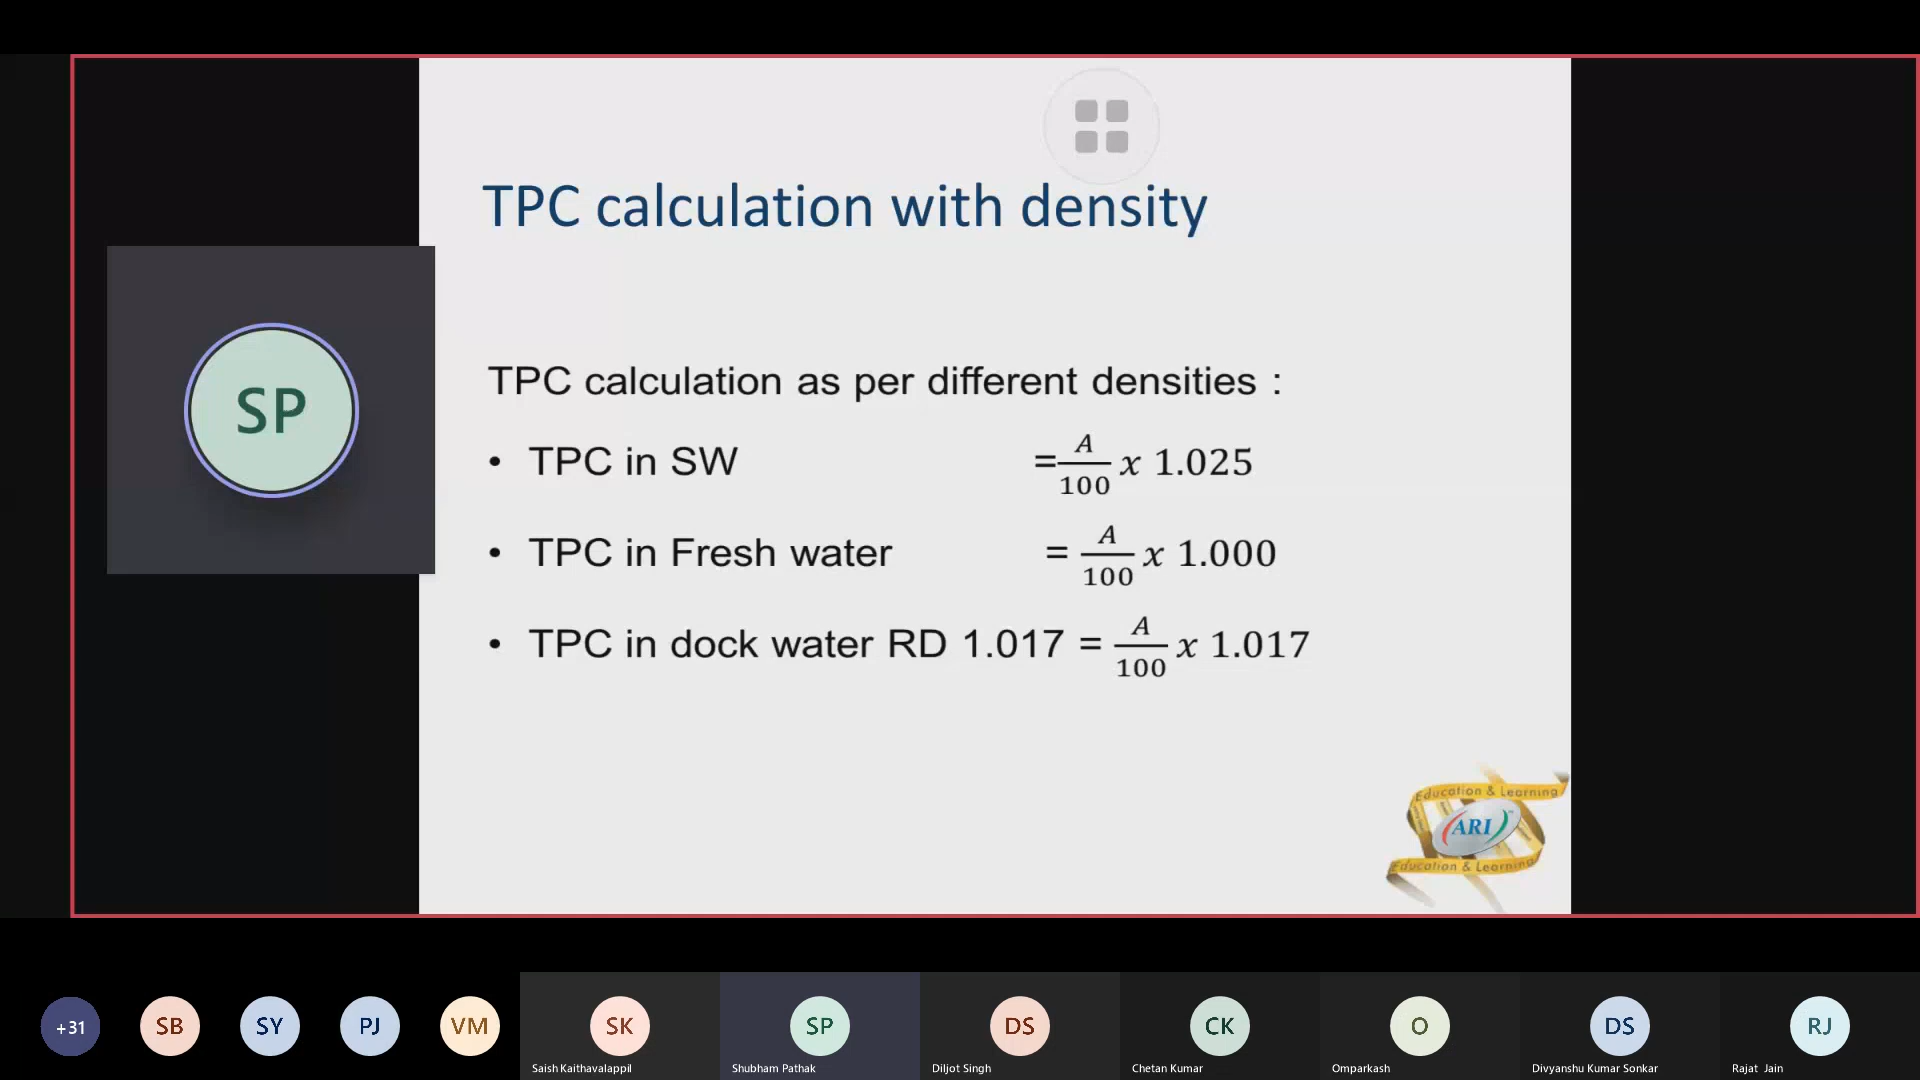 TPC calculation with density
SP
TPC calculation as per different densities :
• TPC in SW = A/100 x 1.025
• TPC in Fresh water = A/100 x 1.000
• TPC in dock water RD 1.017 = A/100 x 1.017
Education & Learning
ARI
Education & Learning
+31
SB
SY
PJ
VM
SK
Saish Kaithavalappil
SP
Shubham Pathak
DS
Diljot Singh
CK
Chetan Kumar
O
Omparkash
DS
Divyanshu Kumar Sonkar
RJ
Rajat Jain